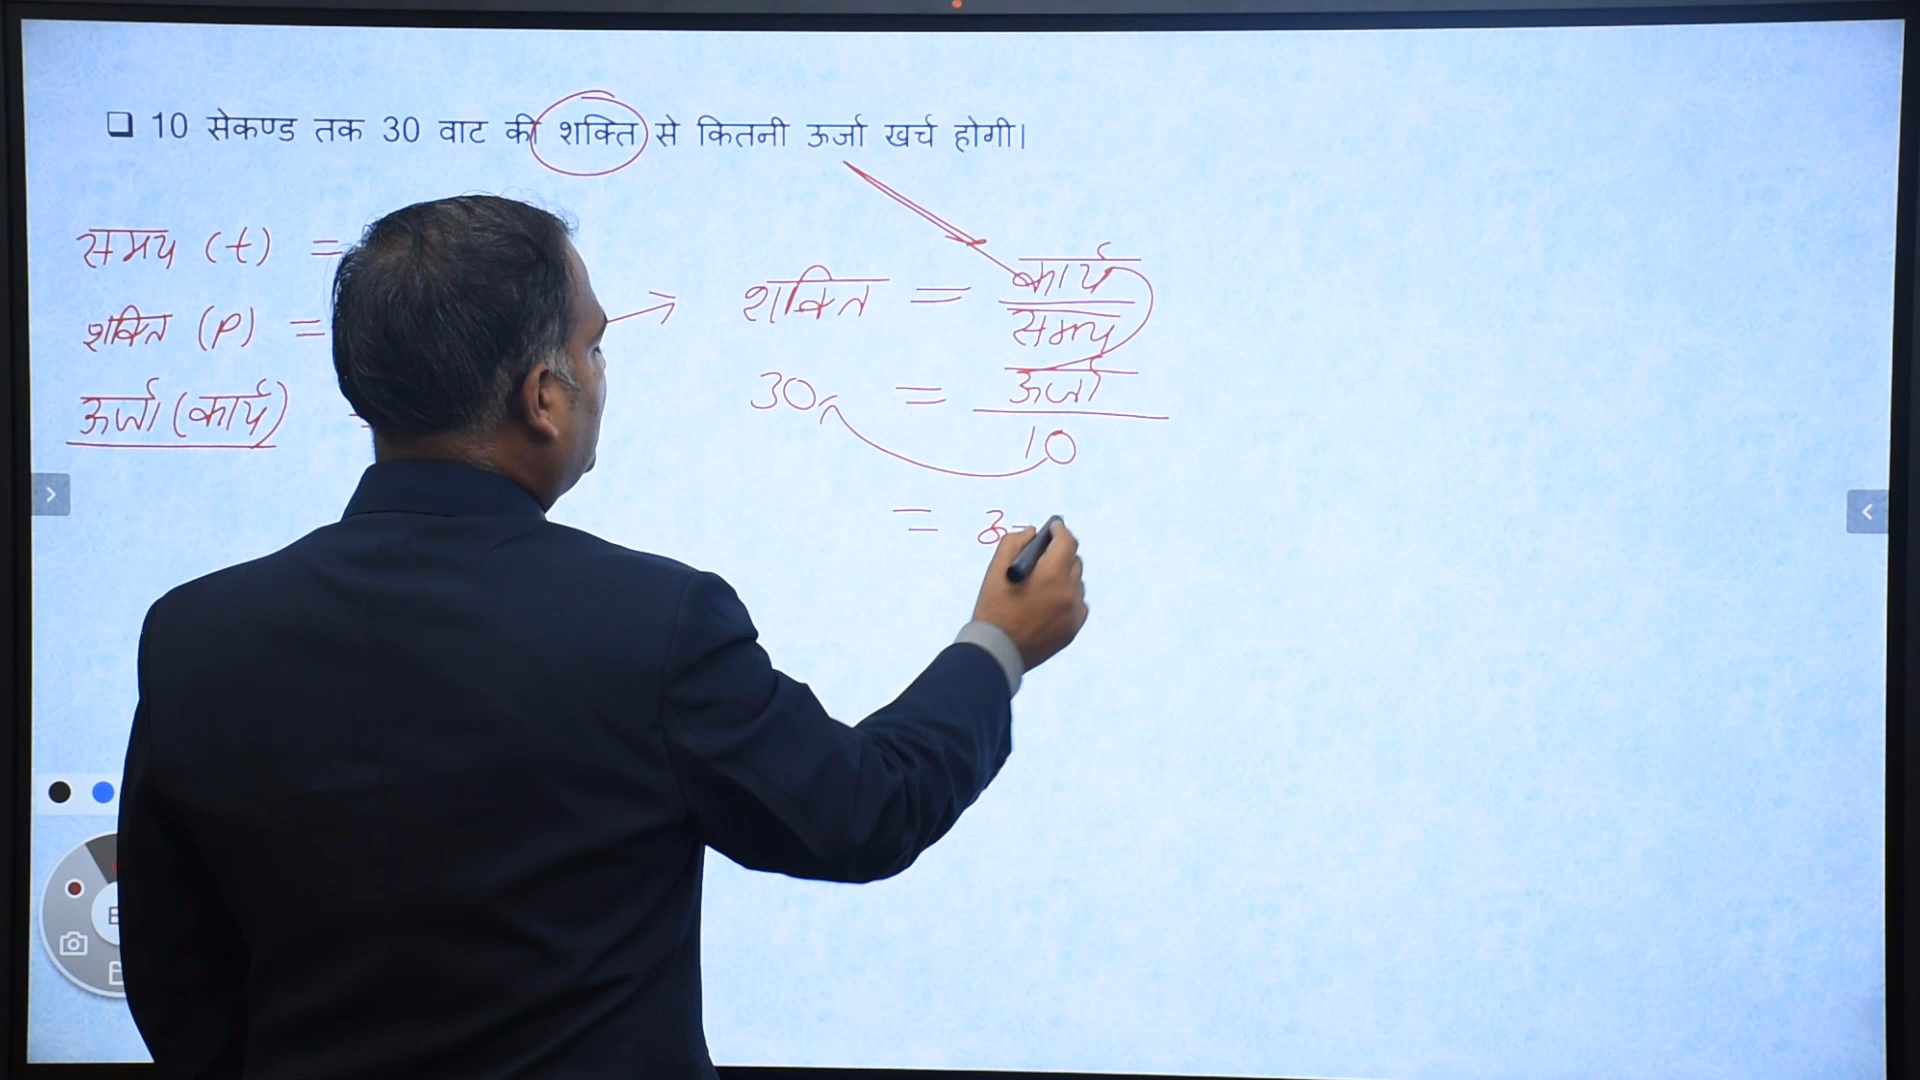 ❑ 10 सेकण्ड तक 30 वाट की शक्ति से कितनी ऊर्जा खर्च होगी।
समय (t) =
शक्ति (P) =
ऊर्जा (कार्य)
शक्ति = कार्य
समय
30 = ऊर्जा
10
= ऊ